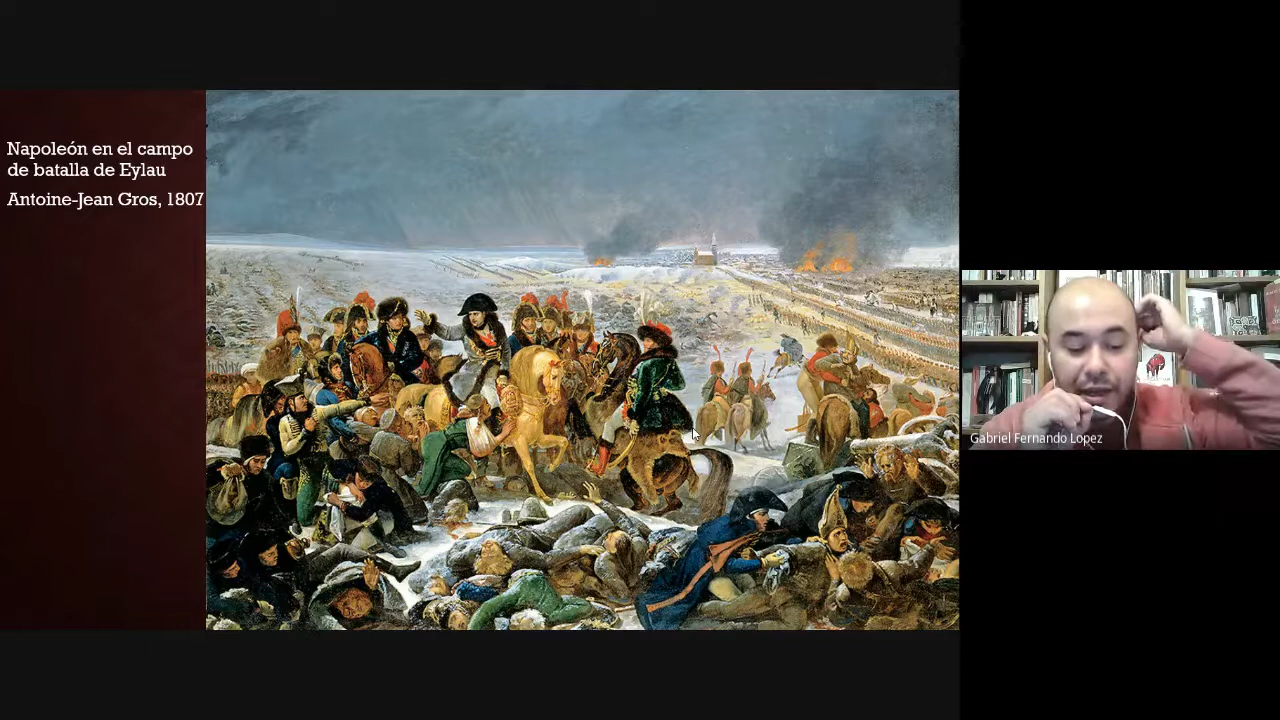 Napoleón en el campo
de batalla de Eylau
Antoine-Jean Gros, 1807
Gabriel Fernando Lopez